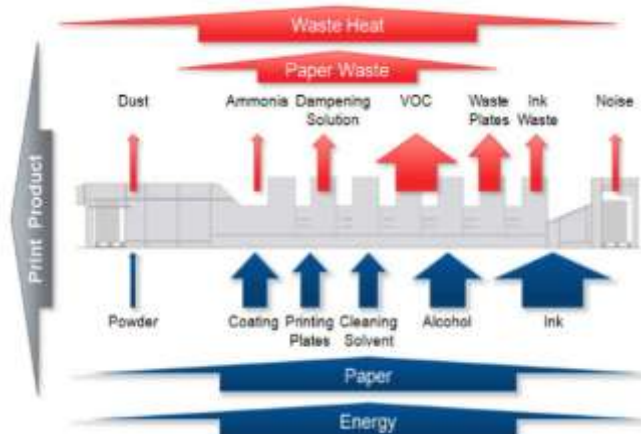 Waste Heat
Paper Waste
Dust
Ammonia
Dampening
Solution
VOC
Waste
Plates
Ink
Waste
Noise
Print Product
Powder
Coating
Printing
Plates
Cleaning
Solvent
Alcohol
Ink
Paper
Energy